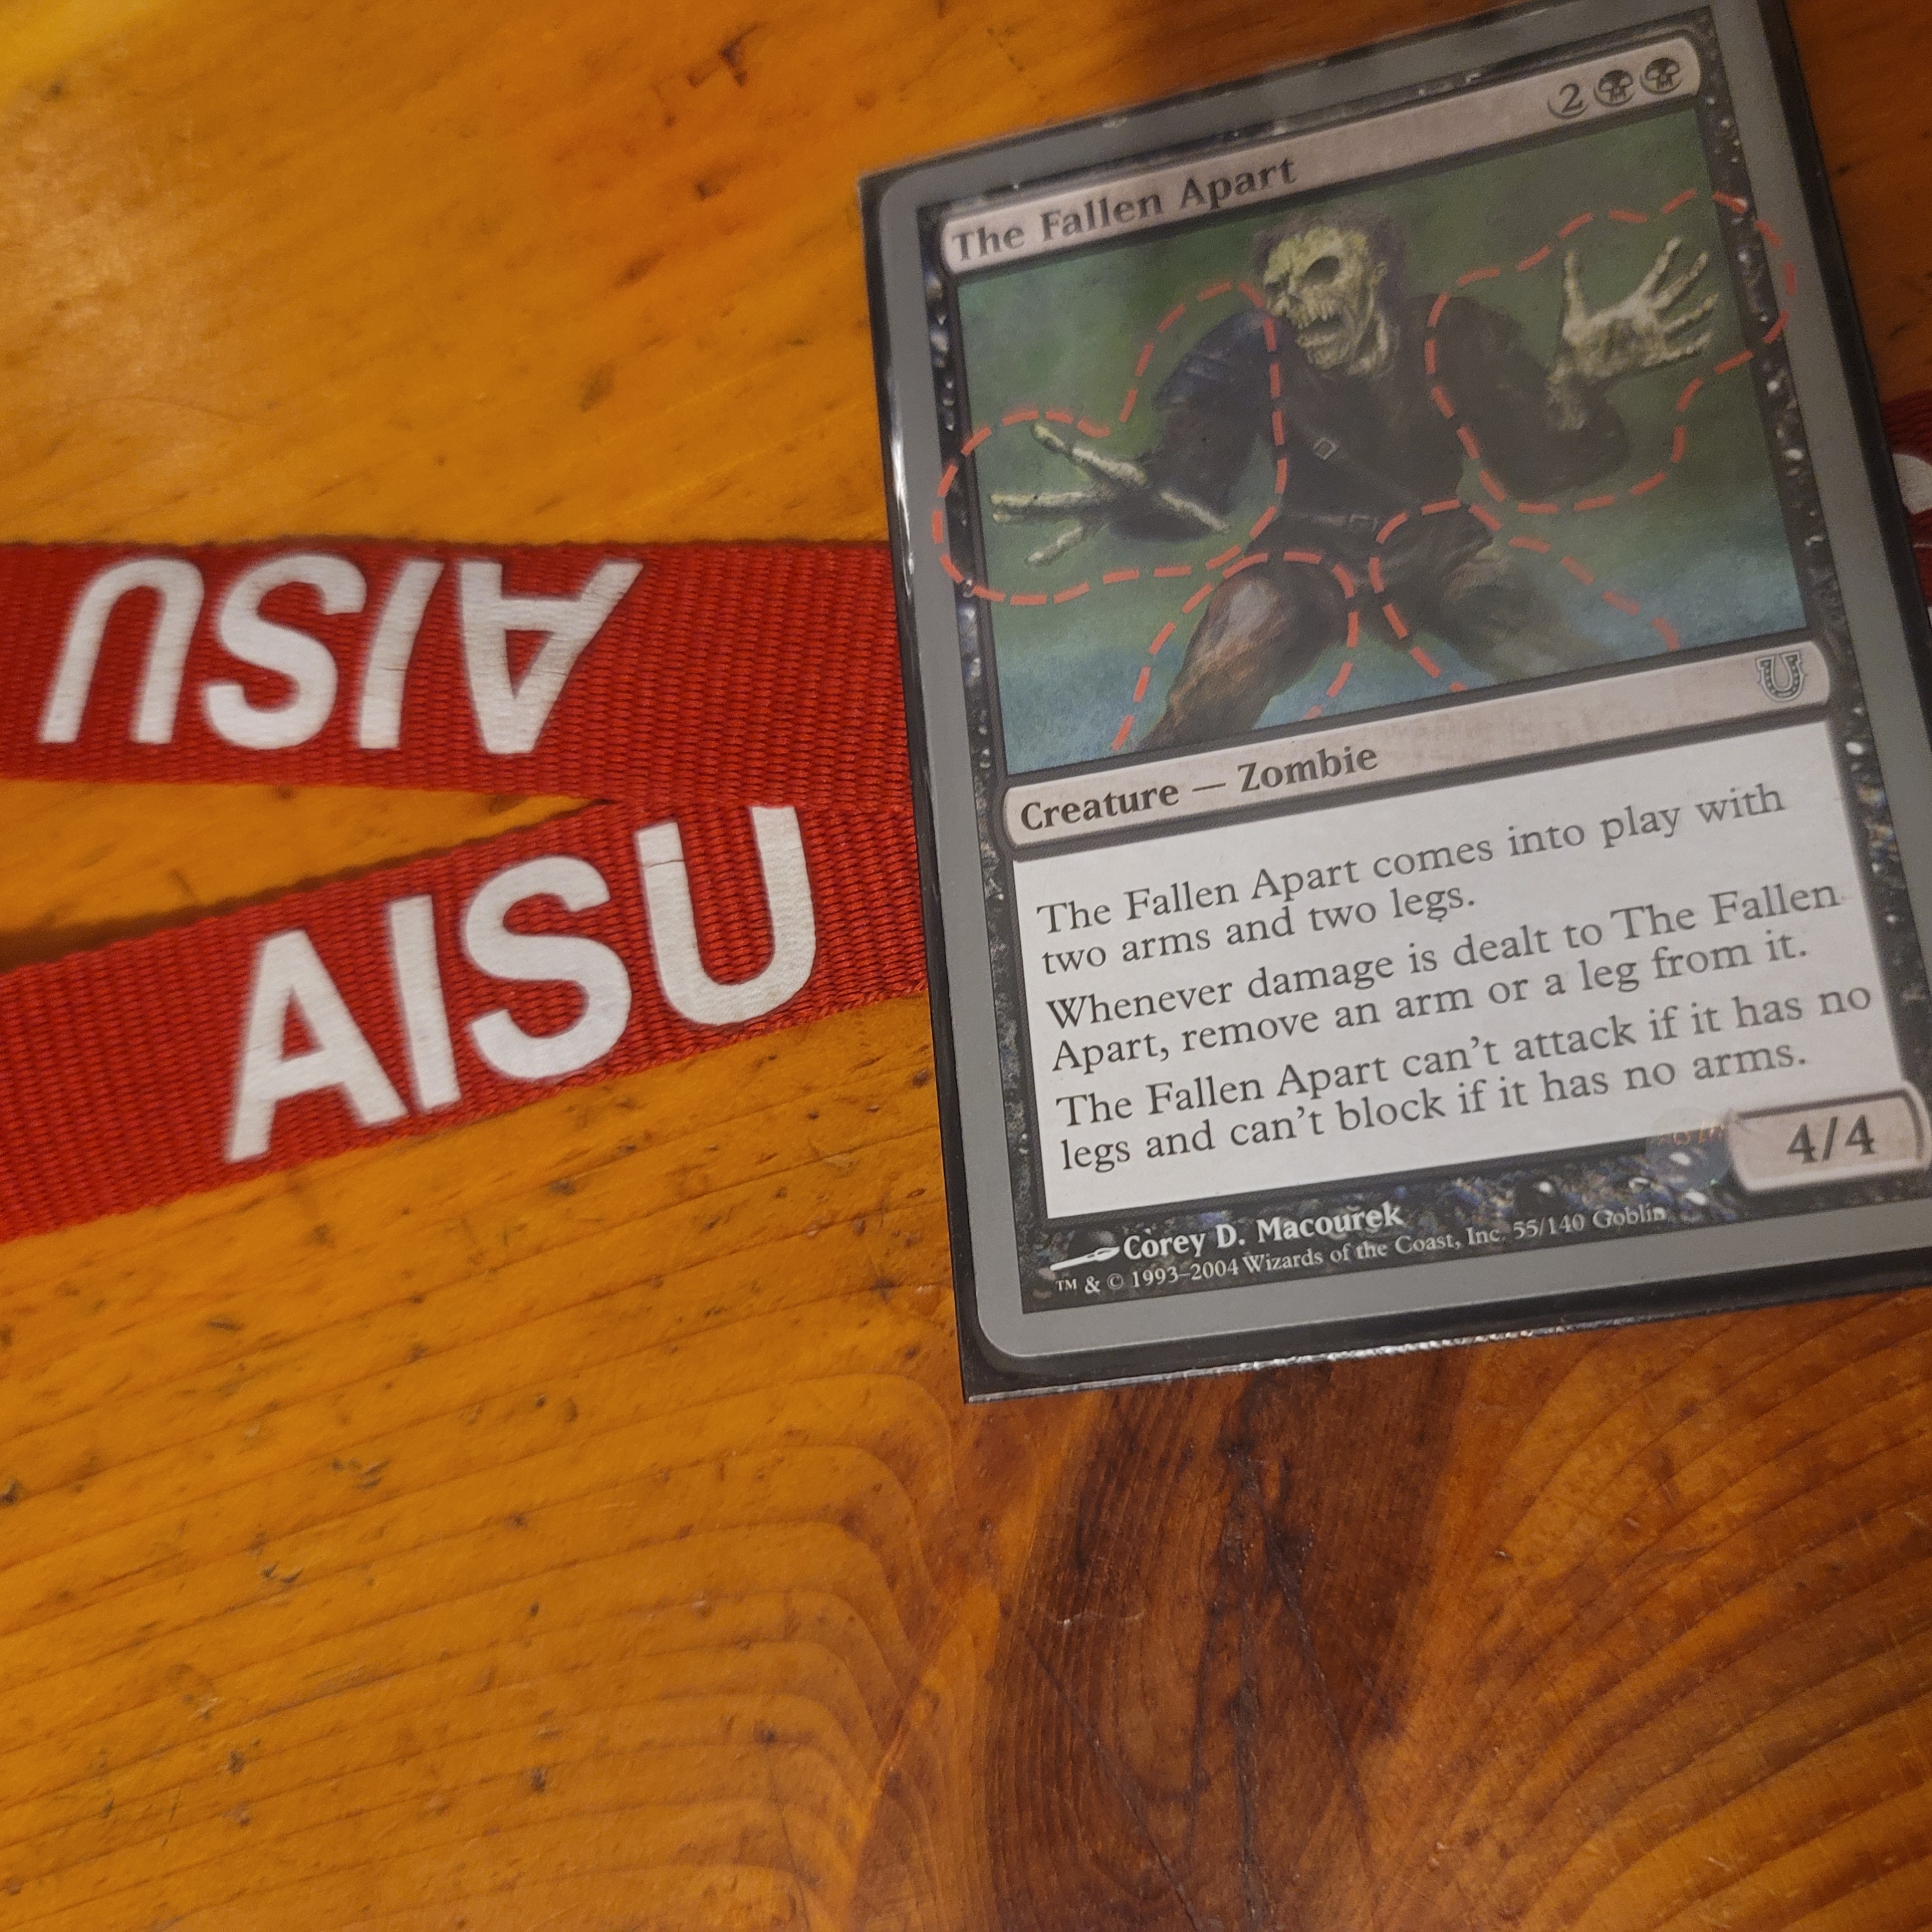 The Fallen Apart 2
AISU
AISU
Creature — Zombie
The Fallen Apart comes into play with
two arms and two legs.
Whenever damage is dealt to The Fallen
Apart, remove an arm or a leg from it.
The Fallen Apart can't attack if it has no
legs and can't block if it has no arms.
4/4
Corey D. Macourek
™ & © 1993–2004 Wizards of the Coast, Inc. 55/140 Goblin